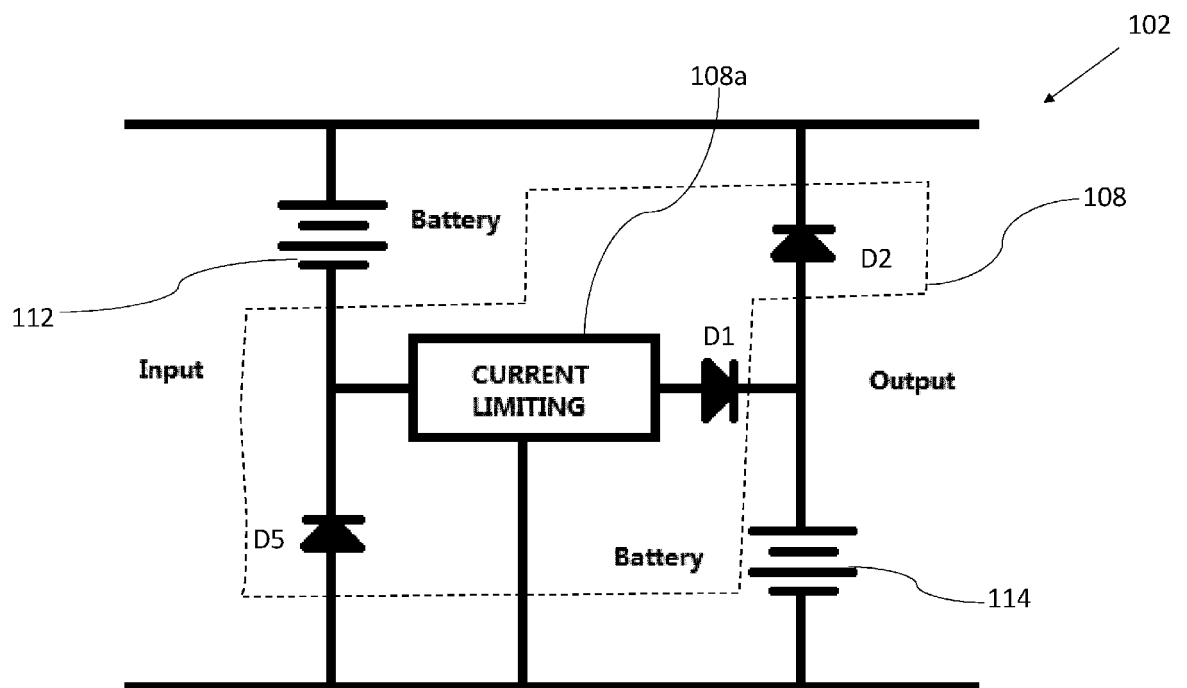 102
108a
Battery
108
D2
112
D1
Input
CURRENT
LIMITING
Output
D5
Battery
114